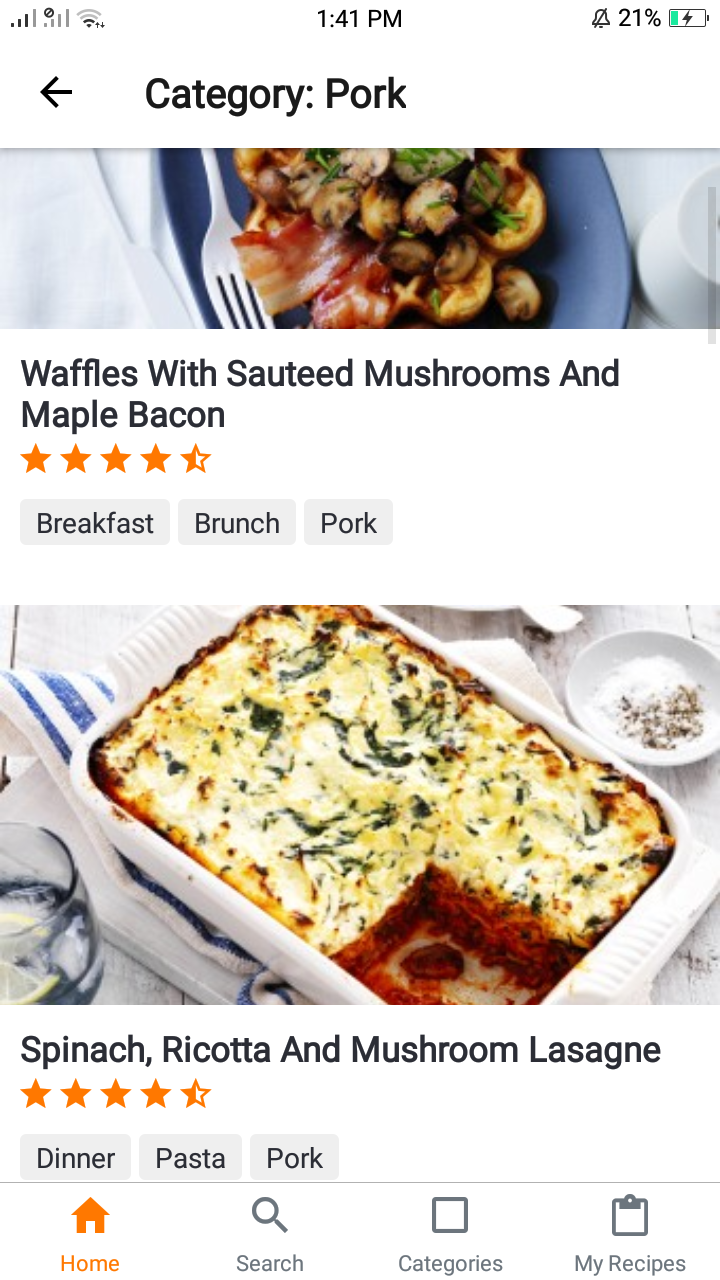 1:41 PM
21%
Category: Pork
Waffles With Sauteed Mushrooms And
Maple Bacon
Breakfast
Brunch
Pork
Spinach, Ricotta And Mushroom Lasagne
Dinner
Pasta
Pork
Home
Search
Categories
My Recipes